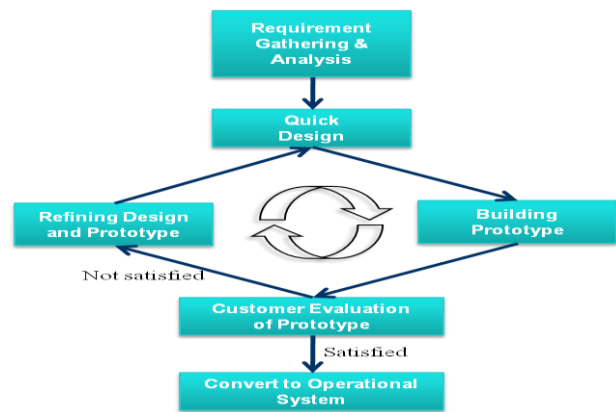 Requirement
Gathering &
Analysis
Quick
Design
Refining Design
and Prototype
Building
Prototype
Not satisfied
Customer Evaluation
of Prototype
Satisfied
Convert to Operational
System